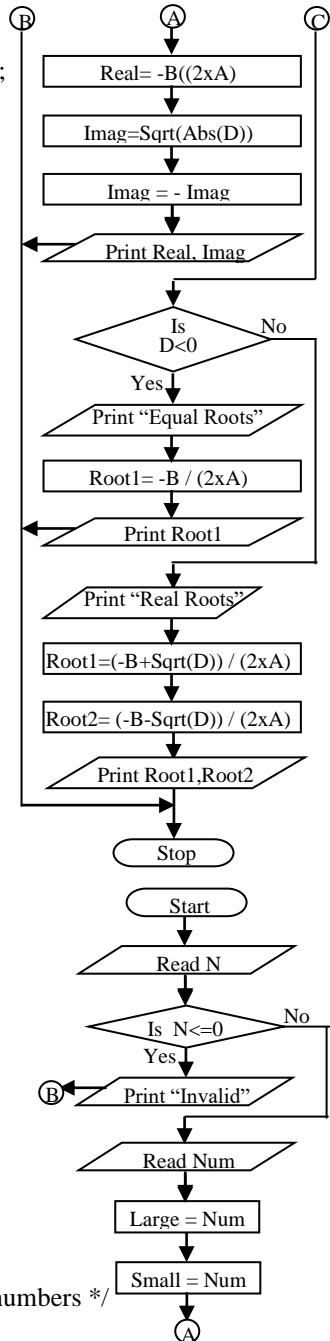 B A C
;
Real= -B((2xA)
Imag=Sqrt(Abs(D))
Imag = - Imag
Print Real, Imag
Is
D<0
No
Yes
Print “Equal Roots”
Root1= -B / (2xA)
Print Root1
Print “Real Roots”
Root1=(-B+Sqrt(D)) / (2xA)
Root2= (-B-Sqrt(D)) / (2xA)
Print Root1,Root2
Stop
Start
Read N
Is N<=0
No
Yes
B
Print “Invalid”
Read Num
Large = Num
Small = Num
numbers */
A